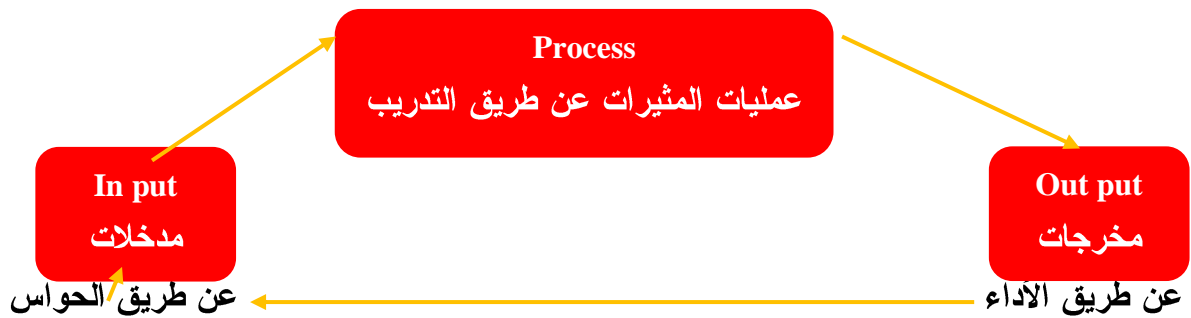 Process
عمليات المثيرات عن طريق التدريب
In put
مدخلات
عن طريق الحواس
Out put
مخرجات
عن طريق الأداء